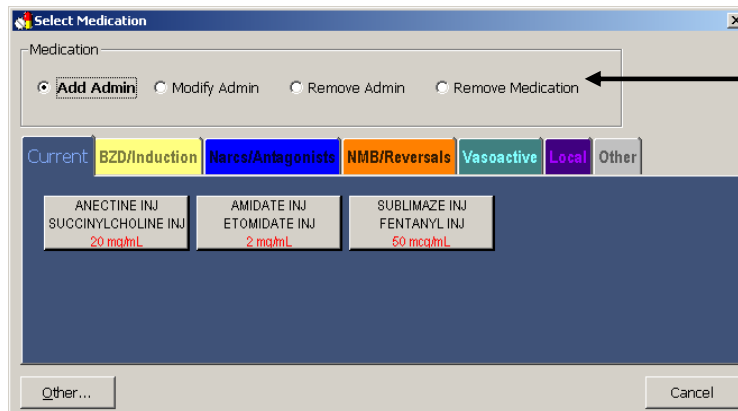 Select Medication
Medication
Add Admin Modify Admin Remove Admin Remove Medication
Current BZD/Induction Narcs/Antagonists NMB/Reversals Vasoactive Local Other
ANECTINE INJ
SUCCINYLCHOLINE INJ
20 mg/mL
AMIDATE INJ
ETOMIDATE INJ
2 mg/mL
SUBLIMAZE INJ
FENTANYL INJ
50 mcg/mL
Other... Cancel